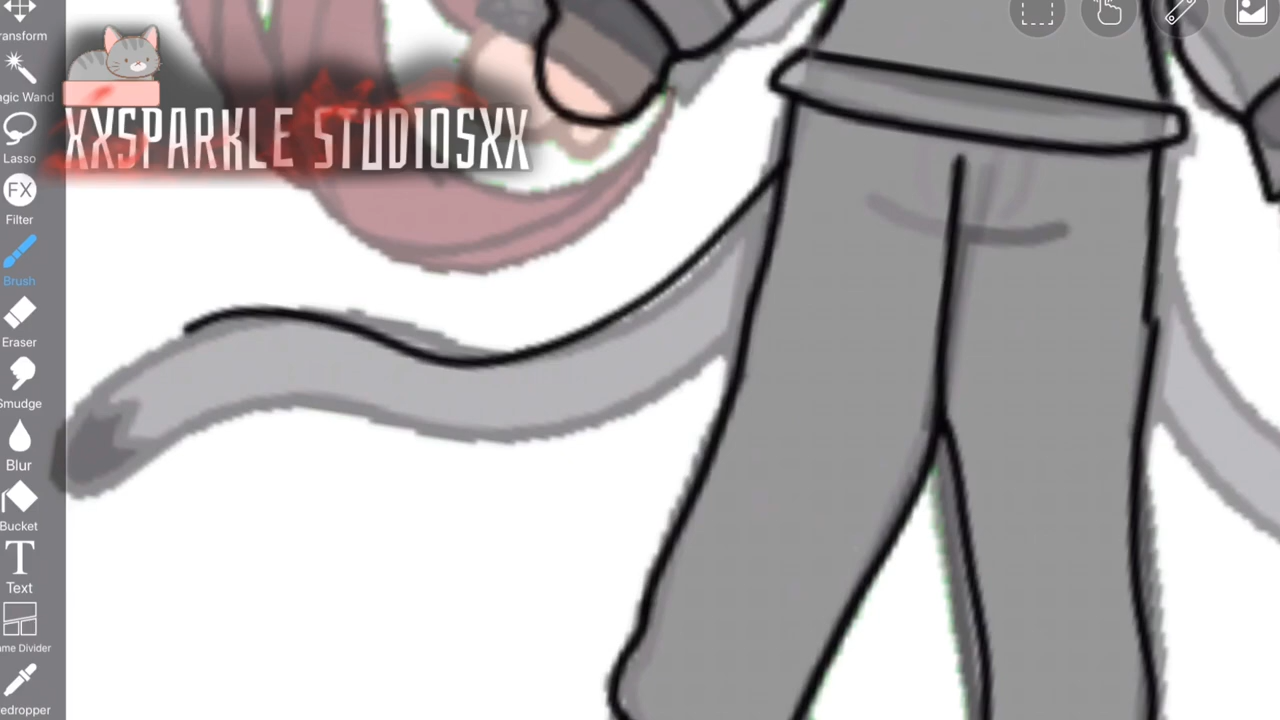 ransform
agic Wand
Lasso
XXSPARKLE STUDIOSXX
FX
Filter
Brush
Eraser
Smudge
Blur
Bucket
T
Text
ame Divider
edropper